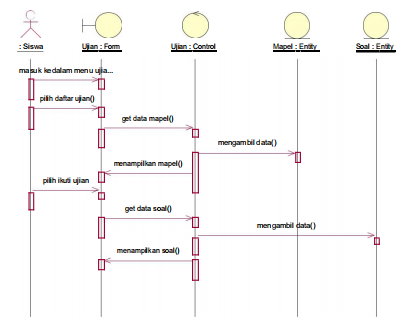 : Siswa
Ujian : Form
Ujian : Control
Mapel : Entity
Soal : Entity
masuk kedalam menu ujia...
pilih daftar ujian()
get data mapel()
mengambil data()
menampilkan mapel()
pilih ikuti ujian
get data soal()
mengambil data()
menampilkan soal()